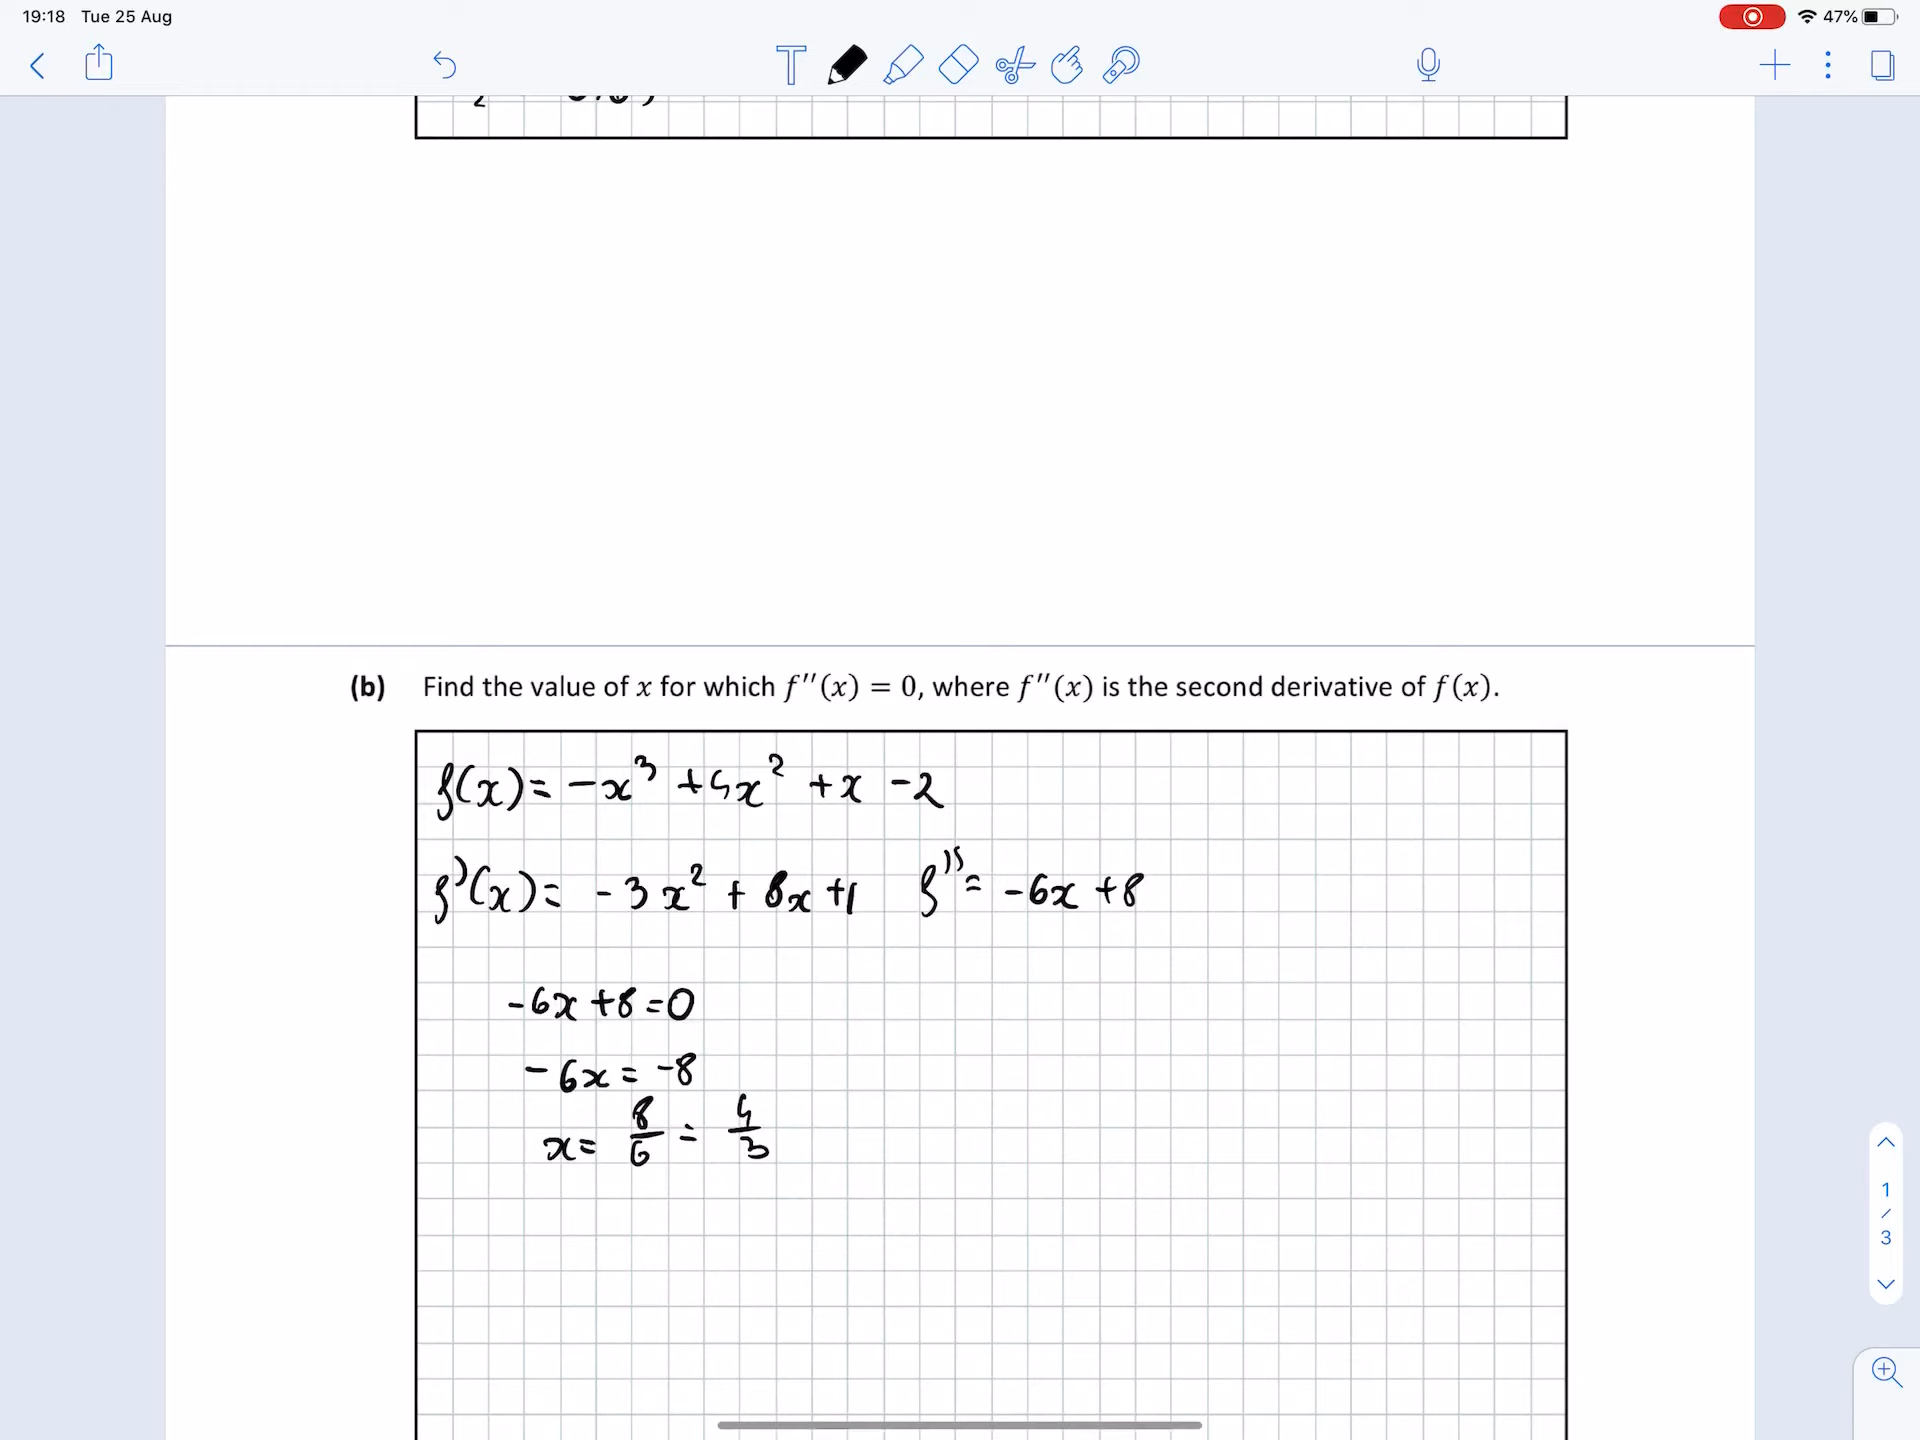 19:18 Tue 25 Aug
47%
(b) Find the value of x for which f''(x) = 0, where f''(x) is the second derivative of f(x).
f(x) = -x³ + 4x² + x - 2
f'(x) = -3x² + 8x + 1 f'' = -6x + 8
-6x + 8 = 0
-6x = -8
x = 8/6 = 4/3
1
/
3